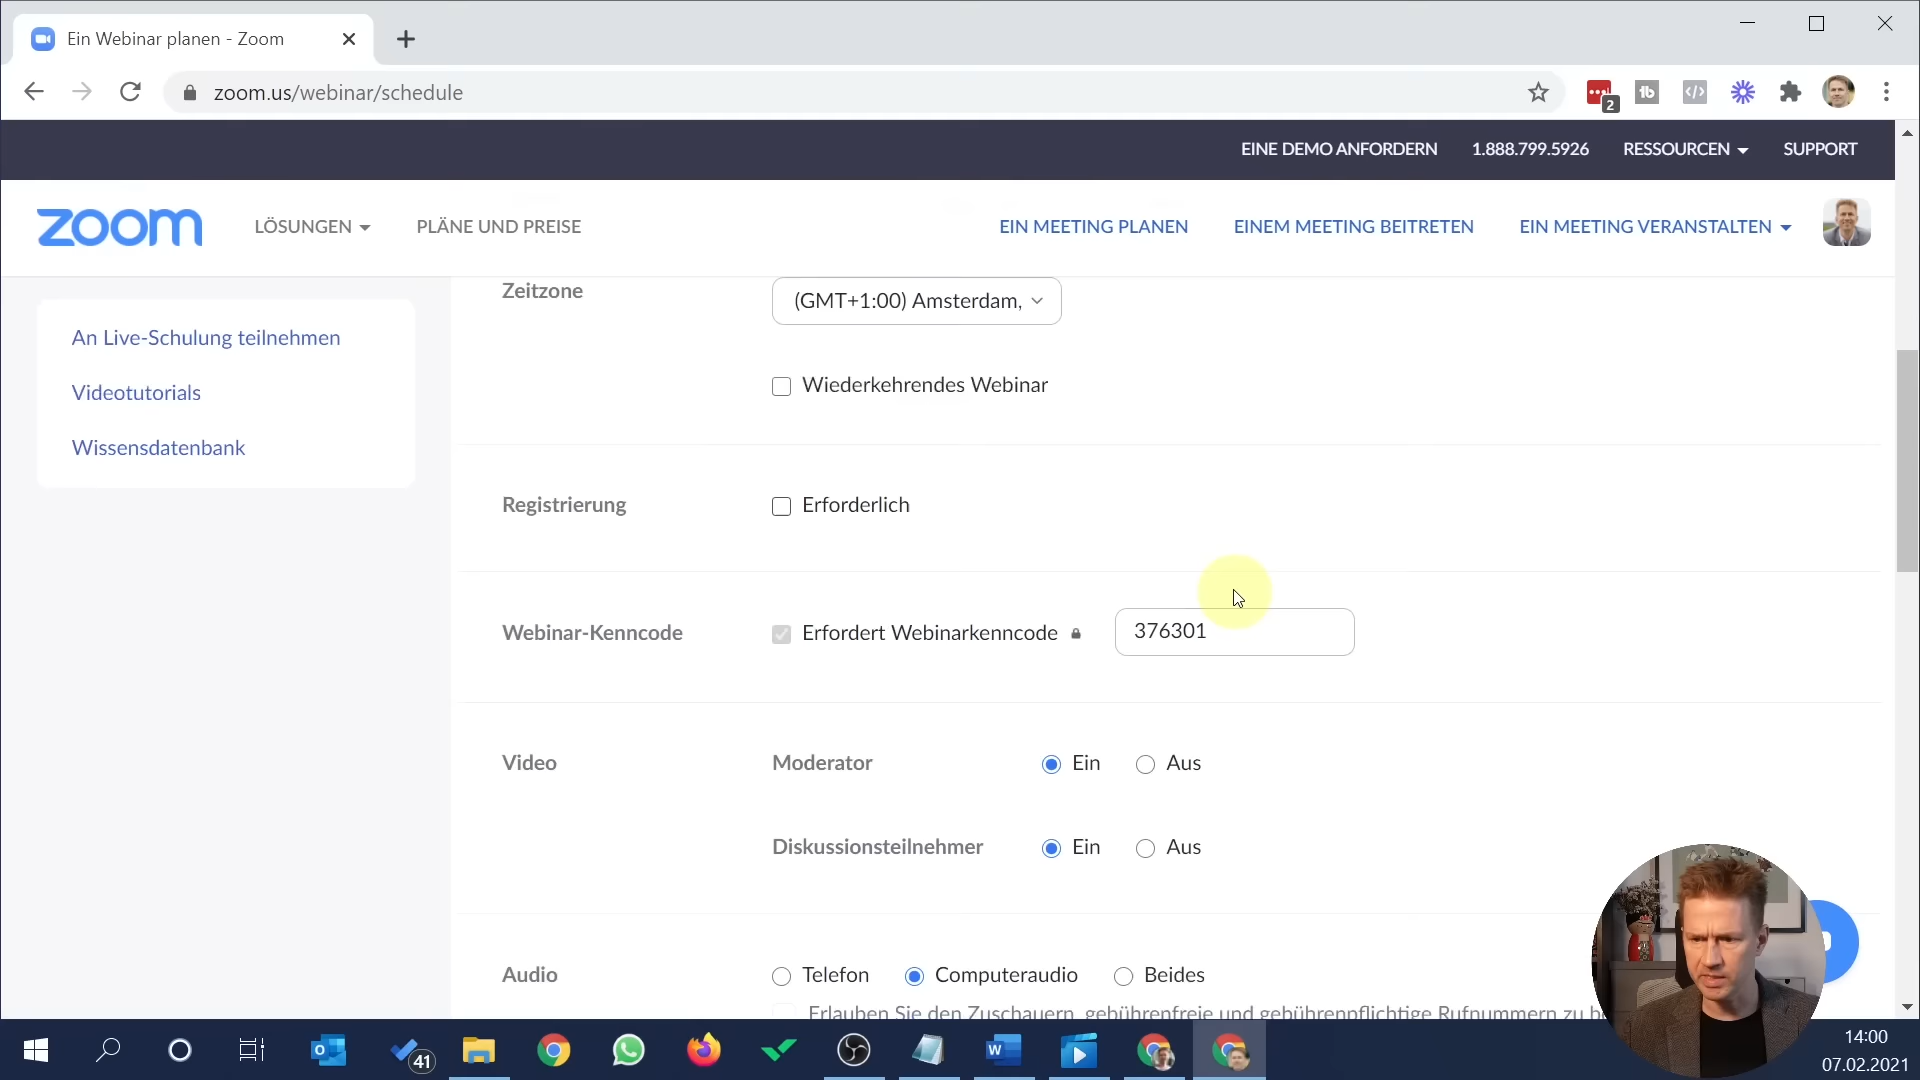 Ein Webinar planen - Zoom
zoom.us/webinar/schedule
2
EINE DEMO ANFORDERN 1.888.799.5926 RESSOURCEN SUPPORT
zoom LÖSUNGEN PLÄNE UND PREISE EIN MEETING PLANEN EINEM MEETING BEITRETEN EIN MEETING VERANSTALTEN
An Live-Schulung teilnehmen
Videotutorials
Wissensdatenbank
Zeitzone (GMT+1:00) Amsterdam,
Wiederkehrendes Webinar
Registrierung Erforderlich
Webinar-Kenncode Erfordert Webinarkenncode 376301
Video Moderator Ein Aus
Diskussionsteilnehmer Ein Aus
Audio Telefon Computeraudio Beides
Erlauben Sie den Zuschauern, gebührenfreie und gebührenpflichtige Rufnummern zu
41
14:00
07.02.2021